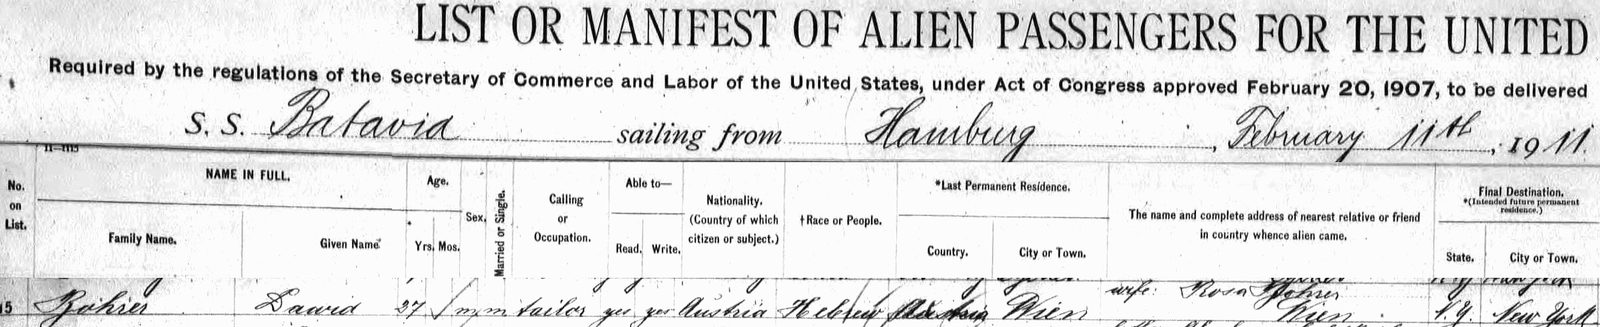 LIST OR MANIFEST OF ALIEN PASSENGERS FOR THE UNITED
Required by the regulations of the Secretary of Commerce and Labor of the United States, under Act of Congress approved February 20, 1907, to be delivered
S. S. Batavia sailing from Hamburg, February 11th, 1911.
No. on List.
NAME IN FULL.
Family Name.
Given Name
Age.
Yrs. Mos.
Sex.
Married or Single.
Calling or Occupation.
Able to—
Read. Write.
Nationality.
(Country of which citizen or subject.)
†Race or People.
*Last Permanent Residence.
Country.
City or Town.
The name and complete address of nearest relative or friend
in country whence alien came.
Final Destination.
*(Intended future permanent residence.)
State.
City or Town.
15 Bohrer Dawid 27 m m tailor yes yes Austria Hebrew Austria Wien wife: Rosa Bohrer Wien N.Y. New York